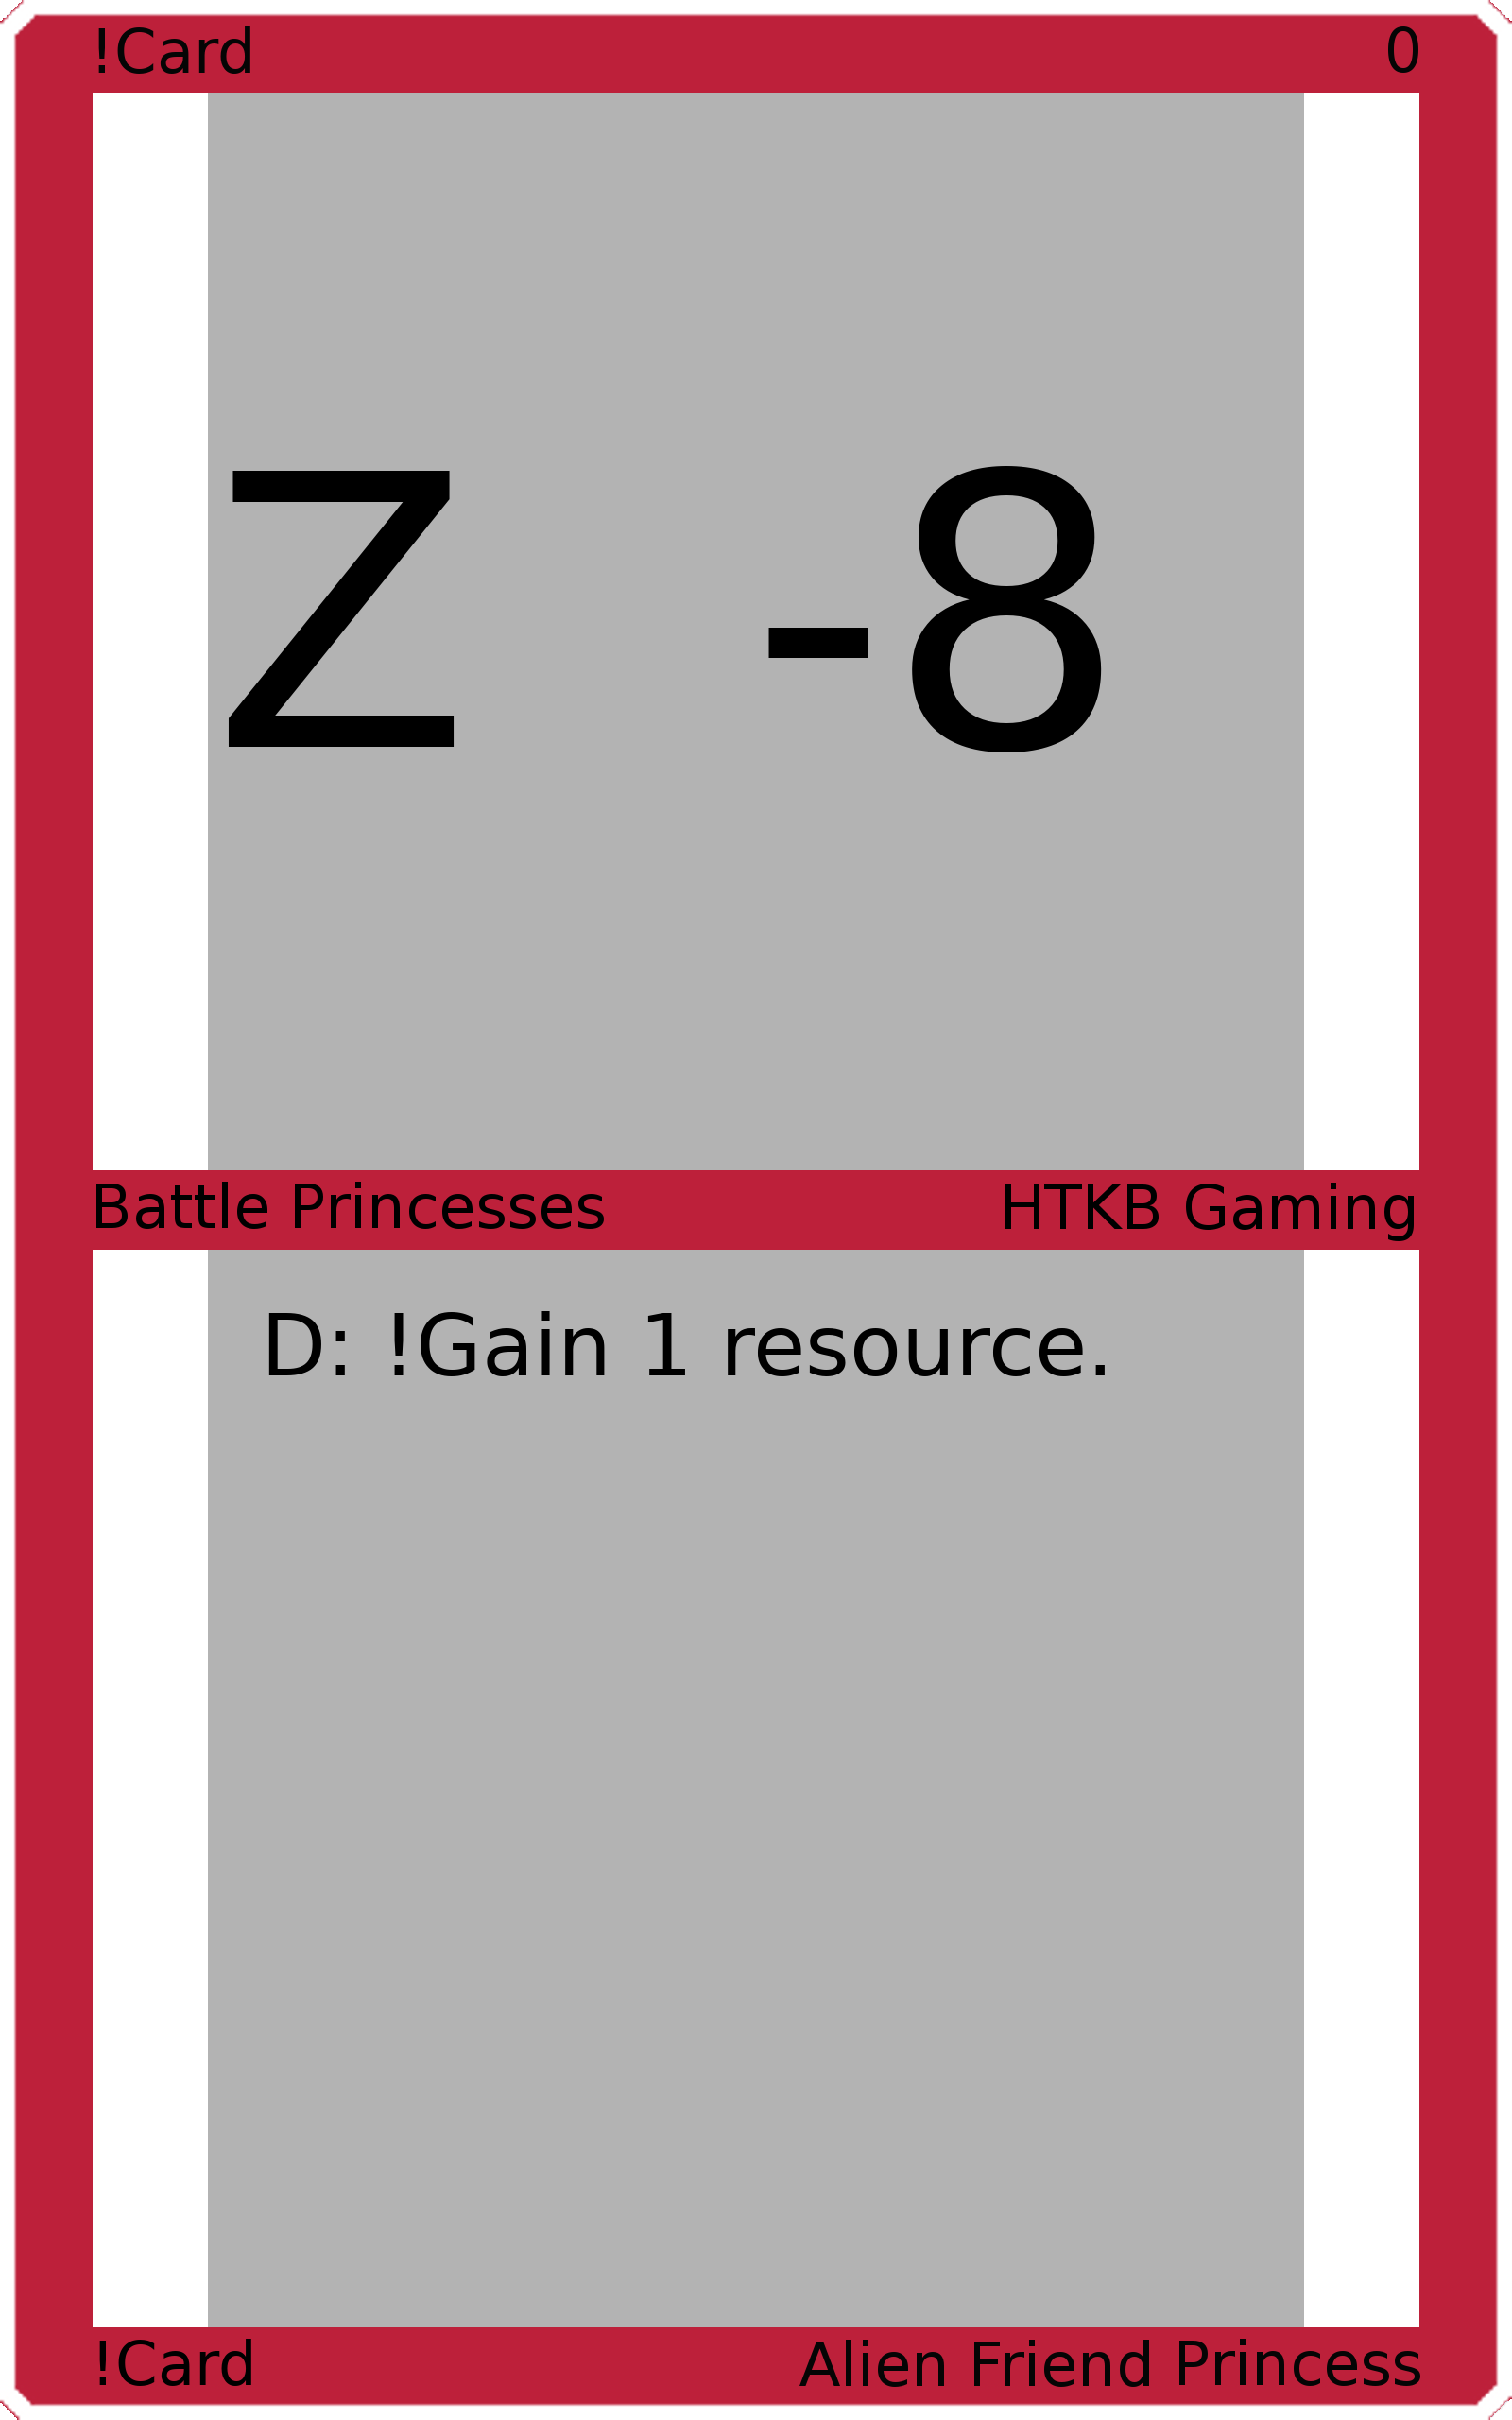 !Card 0
Z -8
Battle Princesses HTKB Gaming
D: !Gain 1 resource.
!Card Alien Friend Princess